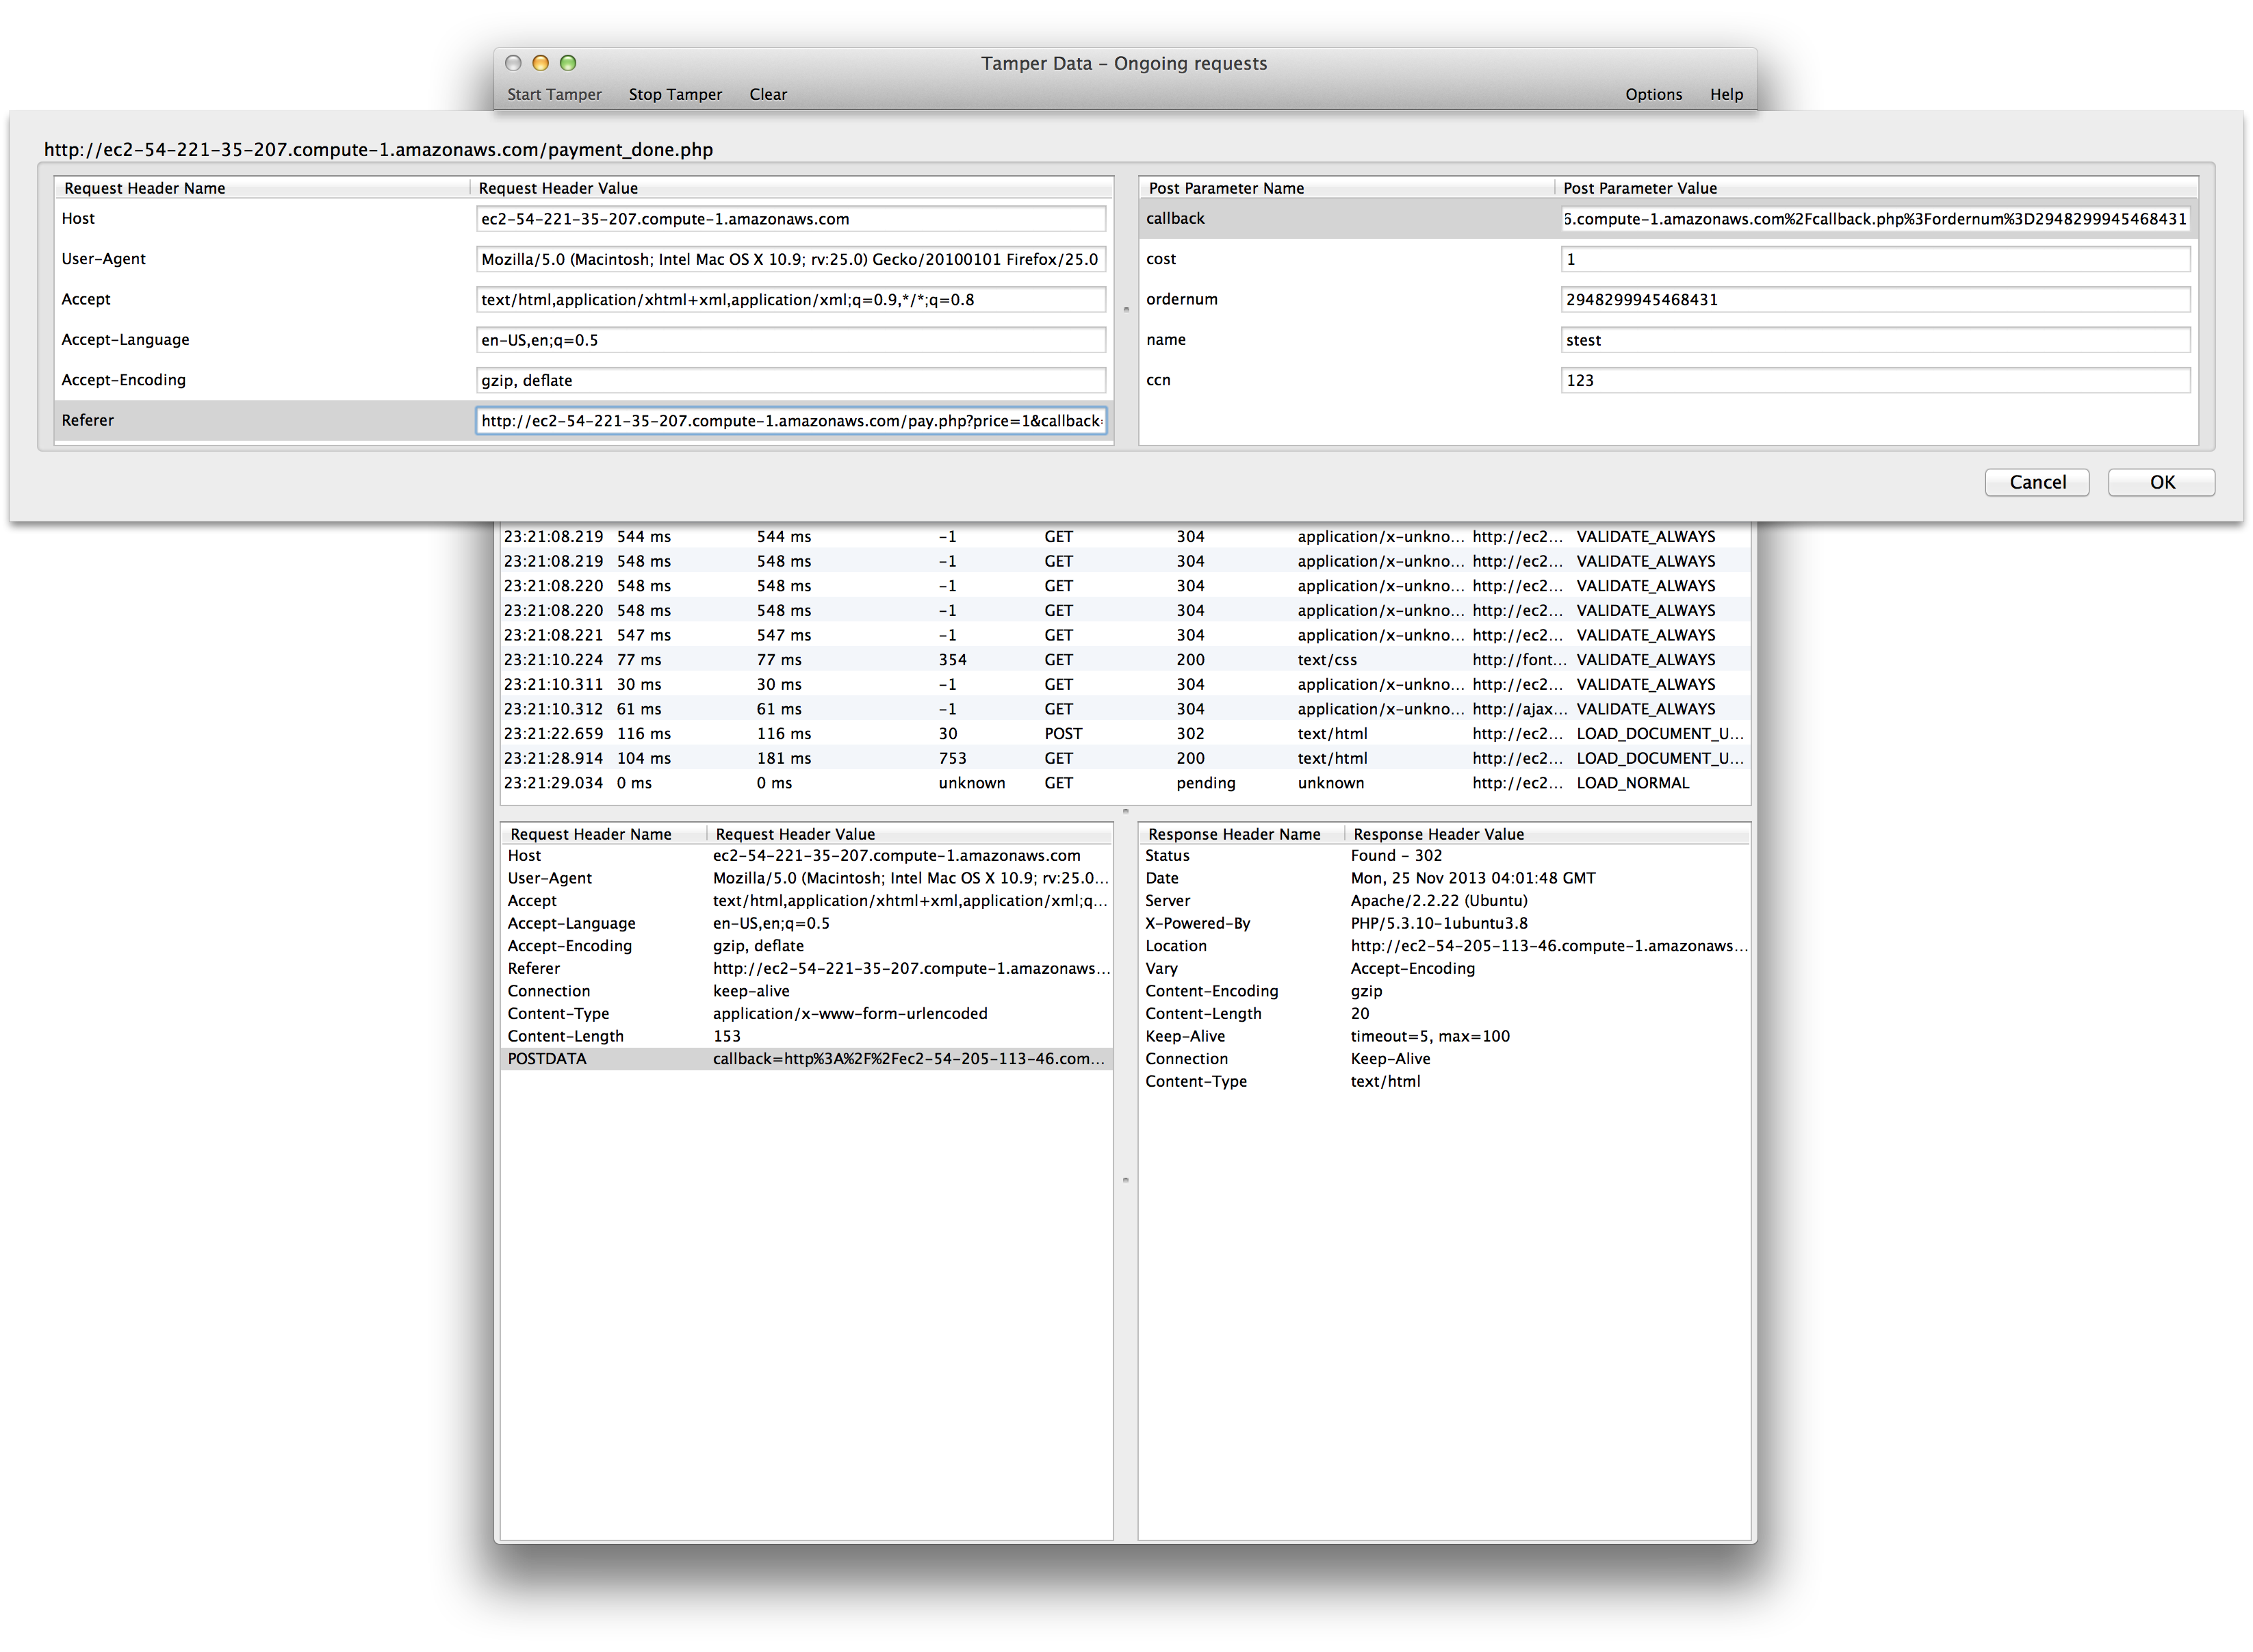 Tamper Data – Ongoing requests
Start Tamper Stop Tamper Clear Options Help
http://ec2-54-221-35-207.compute-1.amazonaws.com/payment_done.php
Request Header Name Request Header Value Post Parameter Name Post Parameter Value
Host ec2-54-221-35-207.compute-1.amazonaws.com callback 6.compute-1.amazonaws.com%2Fcallback.php%3Fordernum%3D2948299945468431
User-Agent Mozilla/5.0 (Macintosh; Intel Mac OS X 10.9; rv:25.0) Gecko/20100101 Firefox/25.0 cost 1
Accept text/html,application/xhtml+xml,application/xml;q=0.9,*/*;q=0.8 ordernum 2948299945468431
Accept-Language en-US,en;q=0.5 name stest
Accept-Encoding gzip, deflate ccn 123
Referer http://ec2-54-221-35-207.compute-1.amazonaws.com/pay.php?price=1&callback=
Cancel OK
23:21:08.219 544 ms 544 ms -1 GET 304 application/x-unkno... http://ec2... VALIDATE_ALWAYS
23:21:08.219 548 ms 548 ms -1 GET 304 application/x-unkno... http://ec2... VALIDATE_ALWAYS
23:21:08.220 548 ms 548 ms -1 GET 304 application/x-unkno... http://ec2... VALIDATE_ALWAYS
23:21:08.220 548 ms 548 ms -1 GET 304 application/x-unkno... http://ec2... VALIDATE_ALWAYS
23:21:08.221 547 ms 547 ms -1 GET 304 application/x-unkno... http://ec2... VALIDATE_ALWAYS
23:21:10.224 77 ms 77 ms 354 GET 200 text/css http://font... VALIDATE_ALWAYS
23:21:10.311 30 ms 30 ms -1 GET 304 application/x-unkno... http://ec2... VALIDATE_ALWAYS
23:21:10.312 61 ms 61 ms -1 GET 304 application/x-unkno... http://ajax... VALIDATE_ALWAYS
23:21:22.659 116 ms 116 ms 30 POST 302 text/html http://ec2... LOAD_DOCUMENT_U...
23:21:28.914 104 ms 181 ms 753 GET 200 text/html http://ec2... LOAD_DOCUMENT_U...
23:21:29.034 0 ms 0 ms unknown GET pending unknown http://ec2... LOAD_NORMAL
Request Header Name Request Header Value Response Header Name Response Header Value
Host ec2-54-221-35-207.compute-1.amazonaws.com Status Found - 302
User-Agent Mozilla/5.0 (Macintosh; Intel Mac OS X 10.9; rv:25.0... Date Mon, 25 Nov 2013 04:01:48 GMT
Accept text/html,application/xhtml+xml,application/xml;q... Server Apache/2.2.22 (Ubuntu)
Accept-Language en-US,en;q=0.5 X-Powered-By PHP/5.3.10-1ubuntu3.8
Accept-Encoding gzip, deflate Location http://ec2-54-205-113-46.compute-1.amazonaws...
Referer http://ec2-54-221-35-207.compute-1.amazonaws... Vary Accept-Encoding
Connection keep-alive Content-Encoding gzip
Content-Type application/x-www-form-urlencoded Content-Length 20
Content-Length 153 Keep-Alive timeout=5, max=100
POSTDATA callback=http%3A%2F%2Fec2-54-205-113-46.com... Connection Keep-Alive
Content-Type text/html